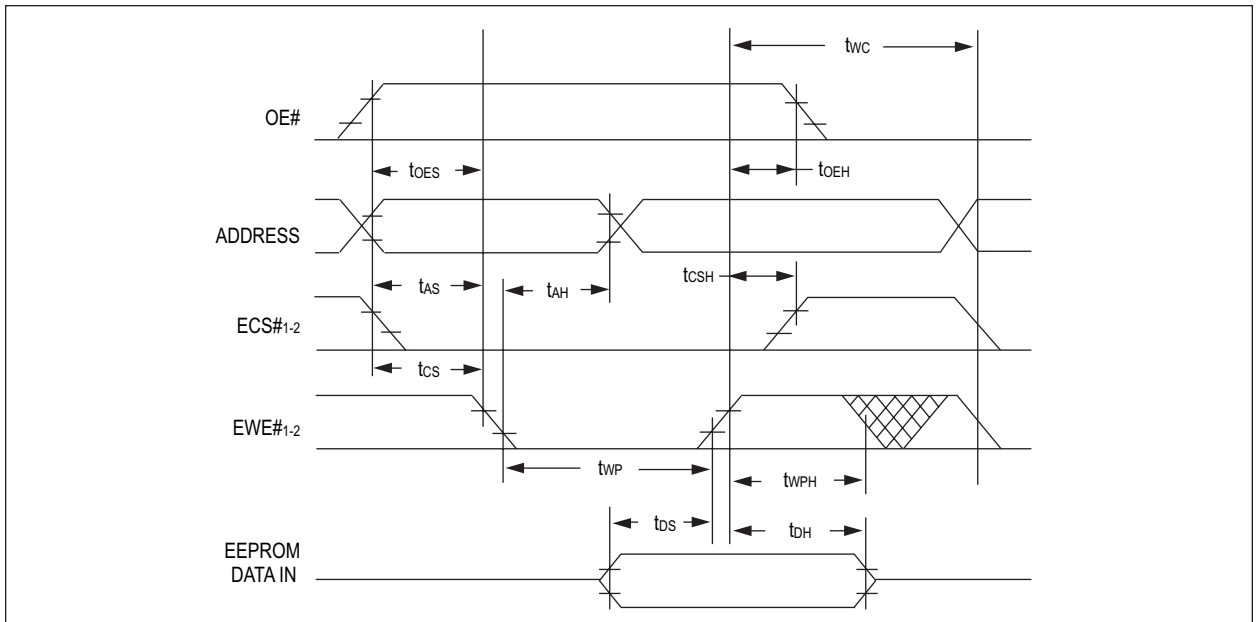 tWC
OE#
tOES
tOEH
ADDRESS
tCSH
tAS
tAH
ECS#1-2
tCS
EWE#1-2
tWP
tWPH
tDS
tDH
EEPROM
DATA IN